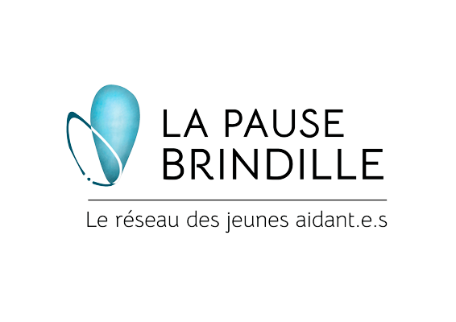 LA PAUSE
BRINDILLE
Le réseau des jeunes aidant.e.s